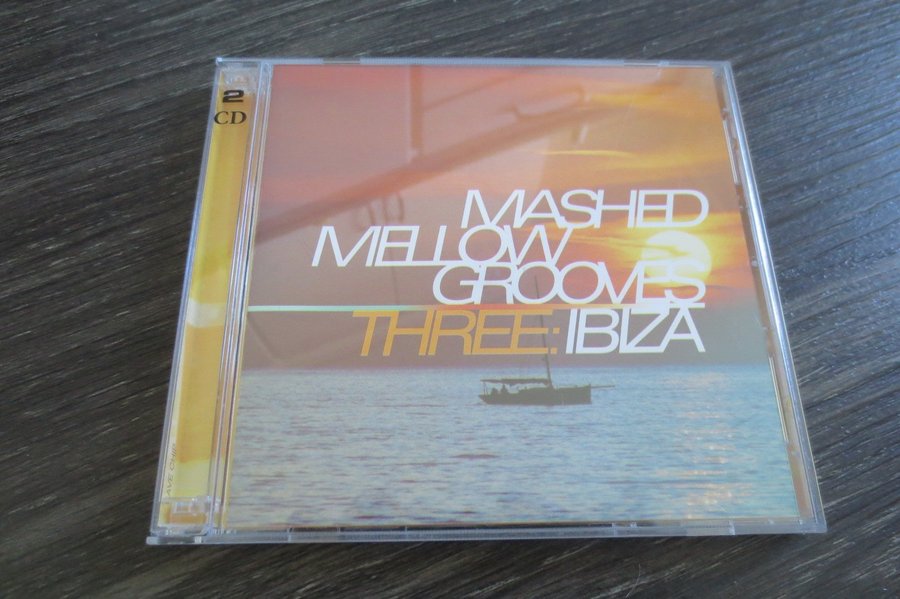 2
CD
MASHED
MELLOW
GROOVES
THREE: IBIZA